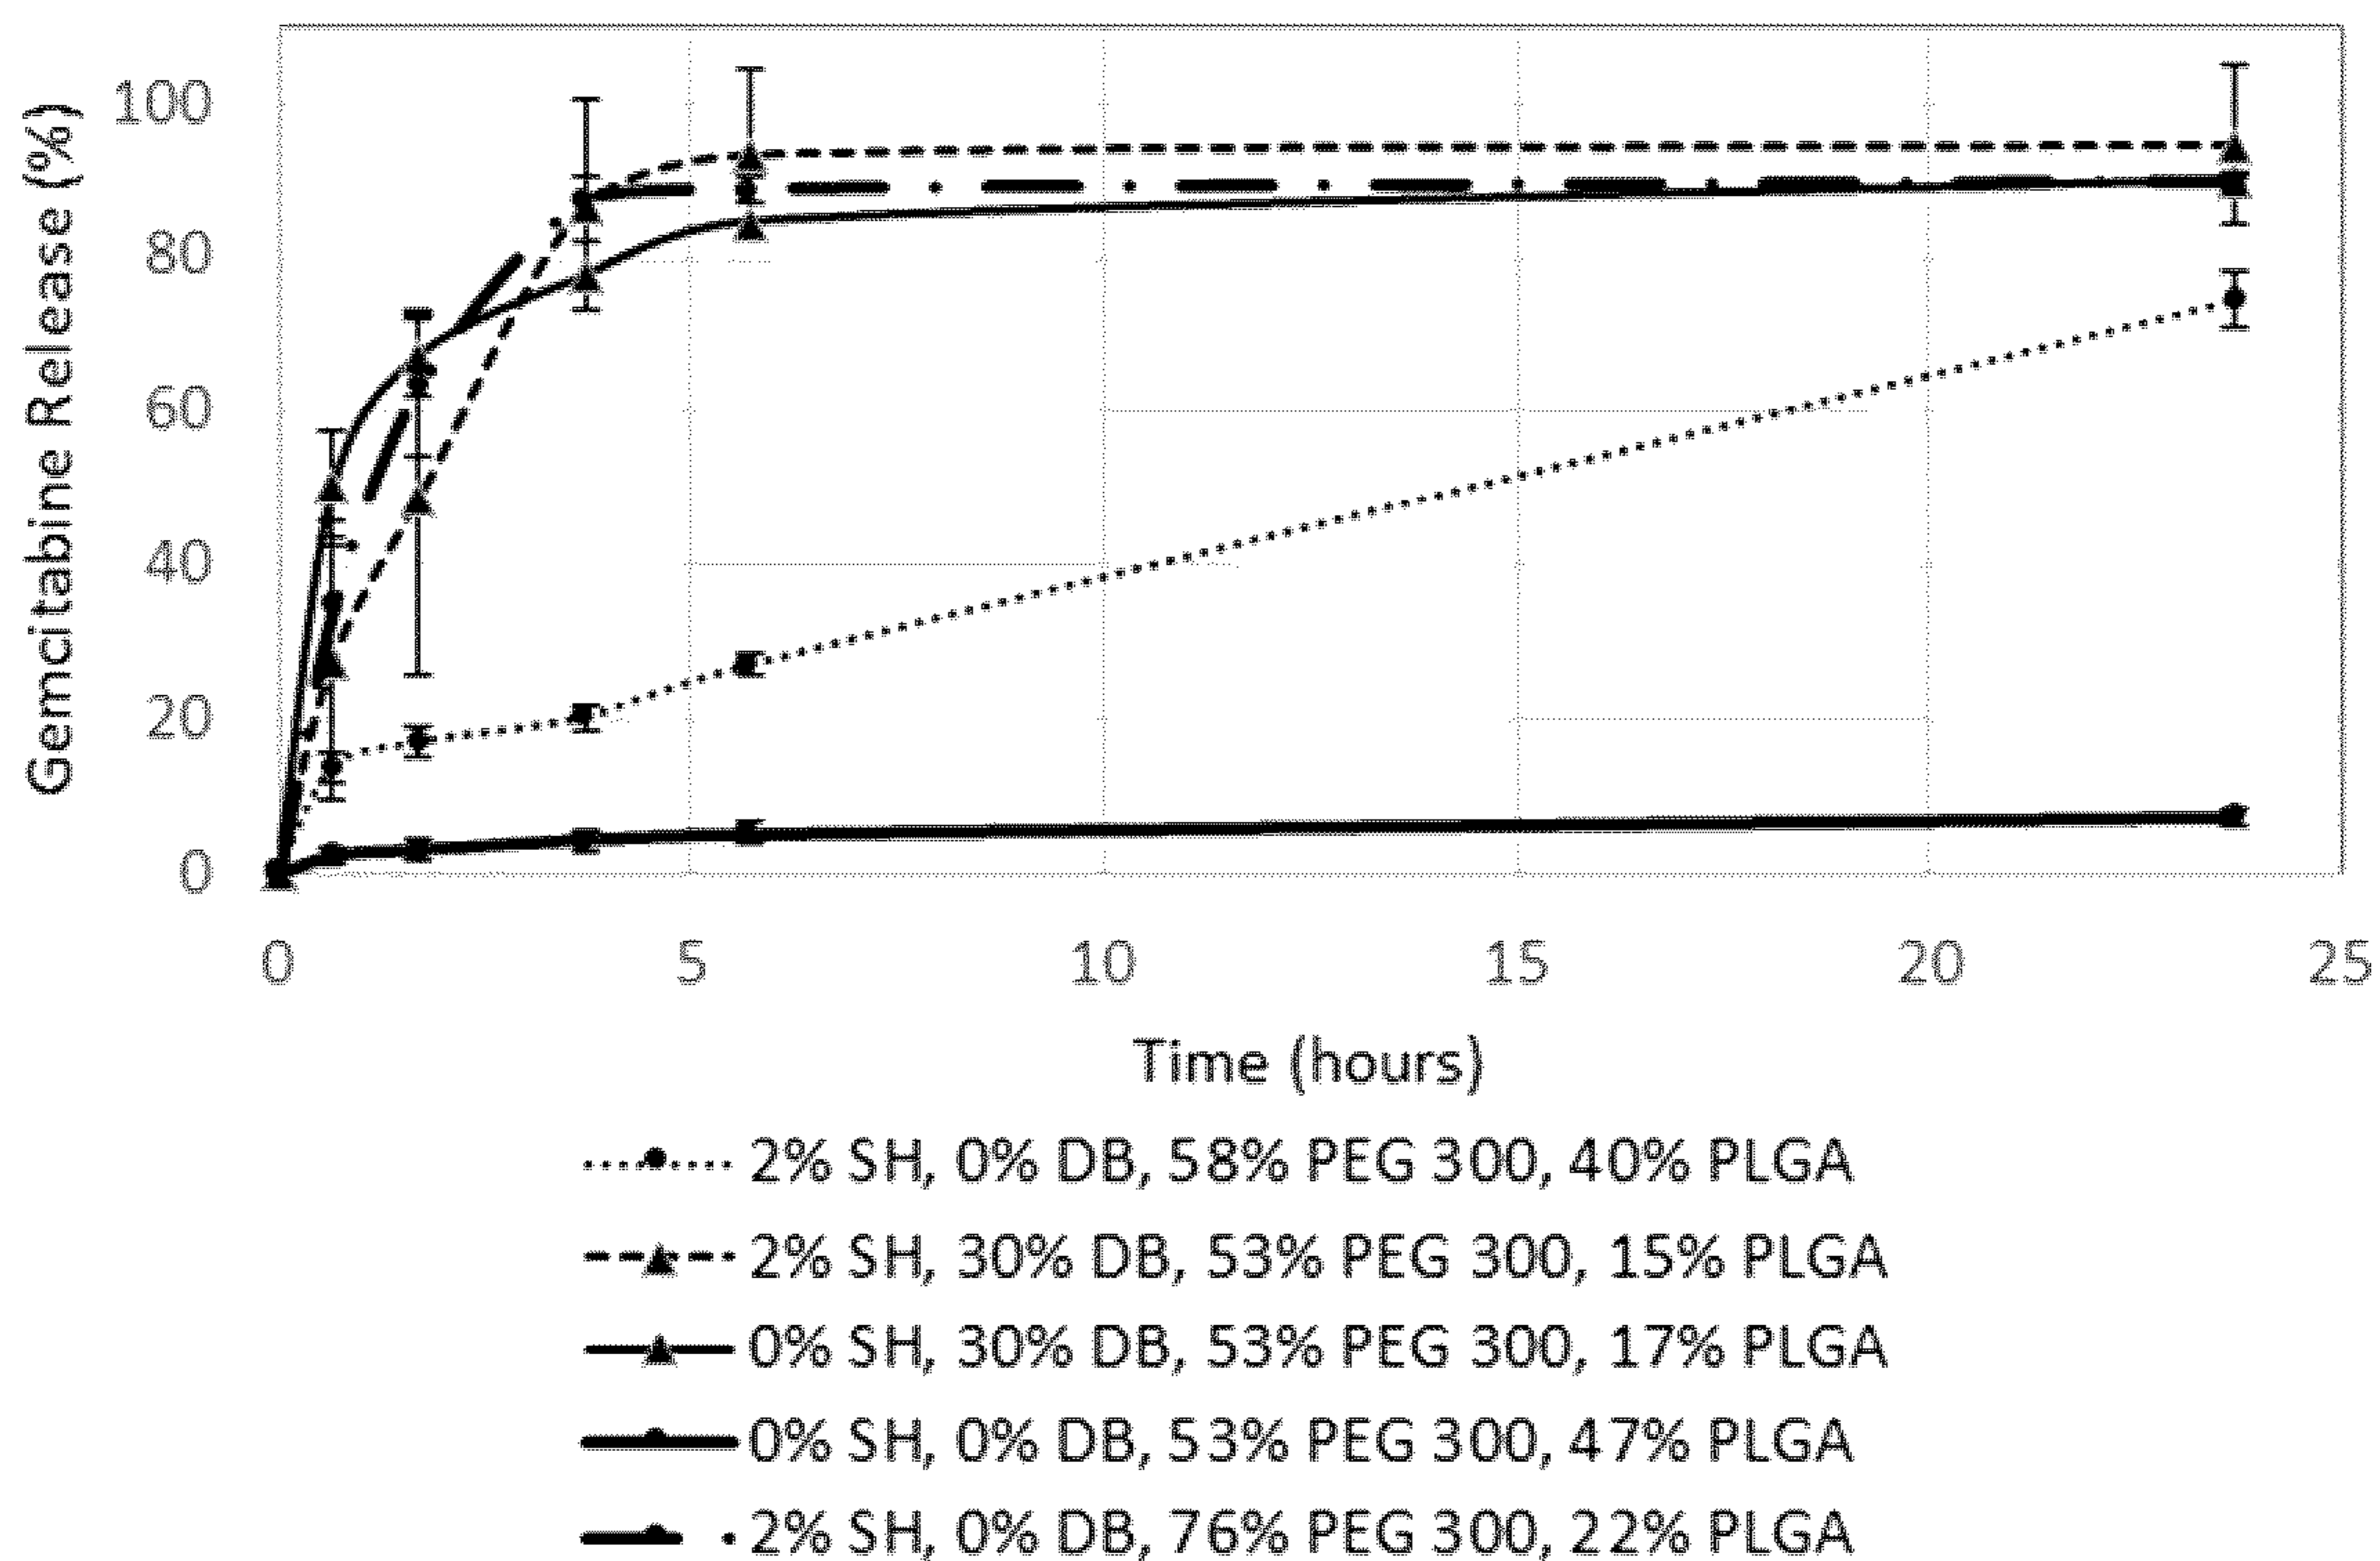 Gemcitabine Release (%)
100
80
60
40
20
0
0 5 10 15 20 25
Time (hours)
2% SH, 0% DB, 58% PEG 300, 40% PLGA
2% SH, 30% DB, 53% PEG 300, 15% PLGA
0% SH, 30% DB, 53% PEG 300, 17% PLGA
0% SH, 0% DB, 53% PEG 300, 47% PLGA
2% SH, 0% DB, 76% PEG 300, 22% PLGA